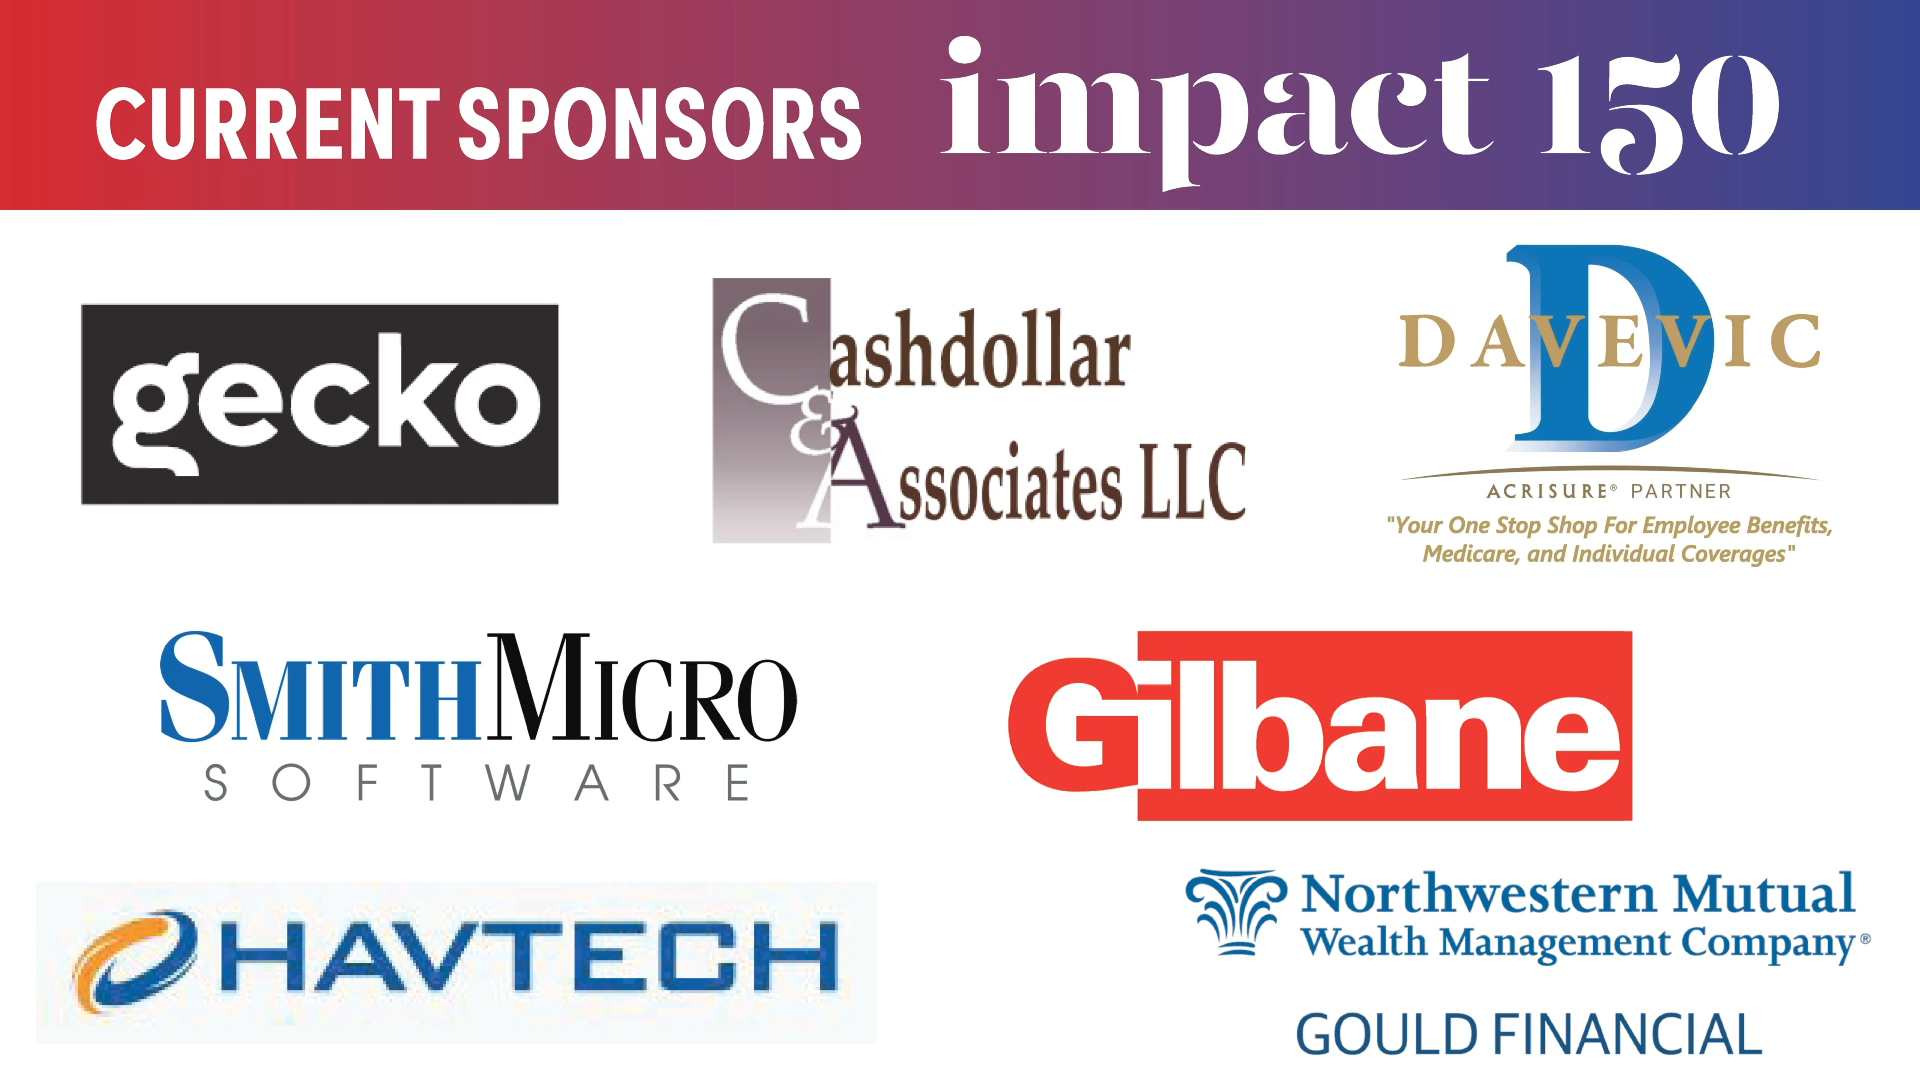 CURRENT SPONSORS impact 150
gecko
Cashdollar
&
Associates LLC
D
DAVEVIC
ACRISURE® PARTNER
"Your One Stop Shop For Employee Benefits,
Medicare, and Individual Coverages"
SMITHMICRO
SOFTWARE
Gilbane
HAVTECH
Northwestern Mutual
Wealth Management Company®
GOULD FINANCIAL